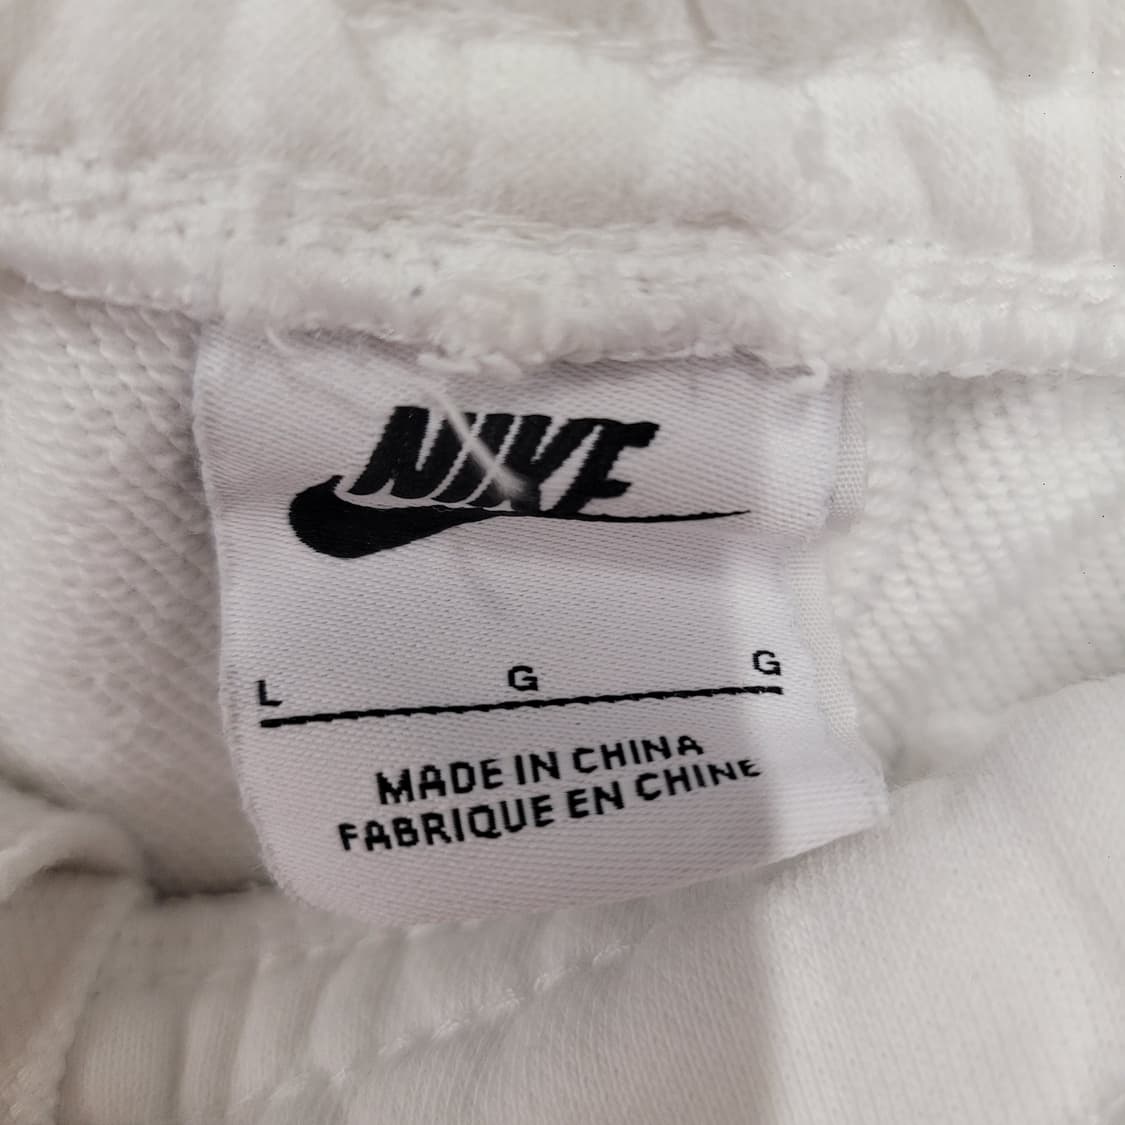 NIKE
L G G
MADE IN CHINA
FABRIQUE EN CHINE